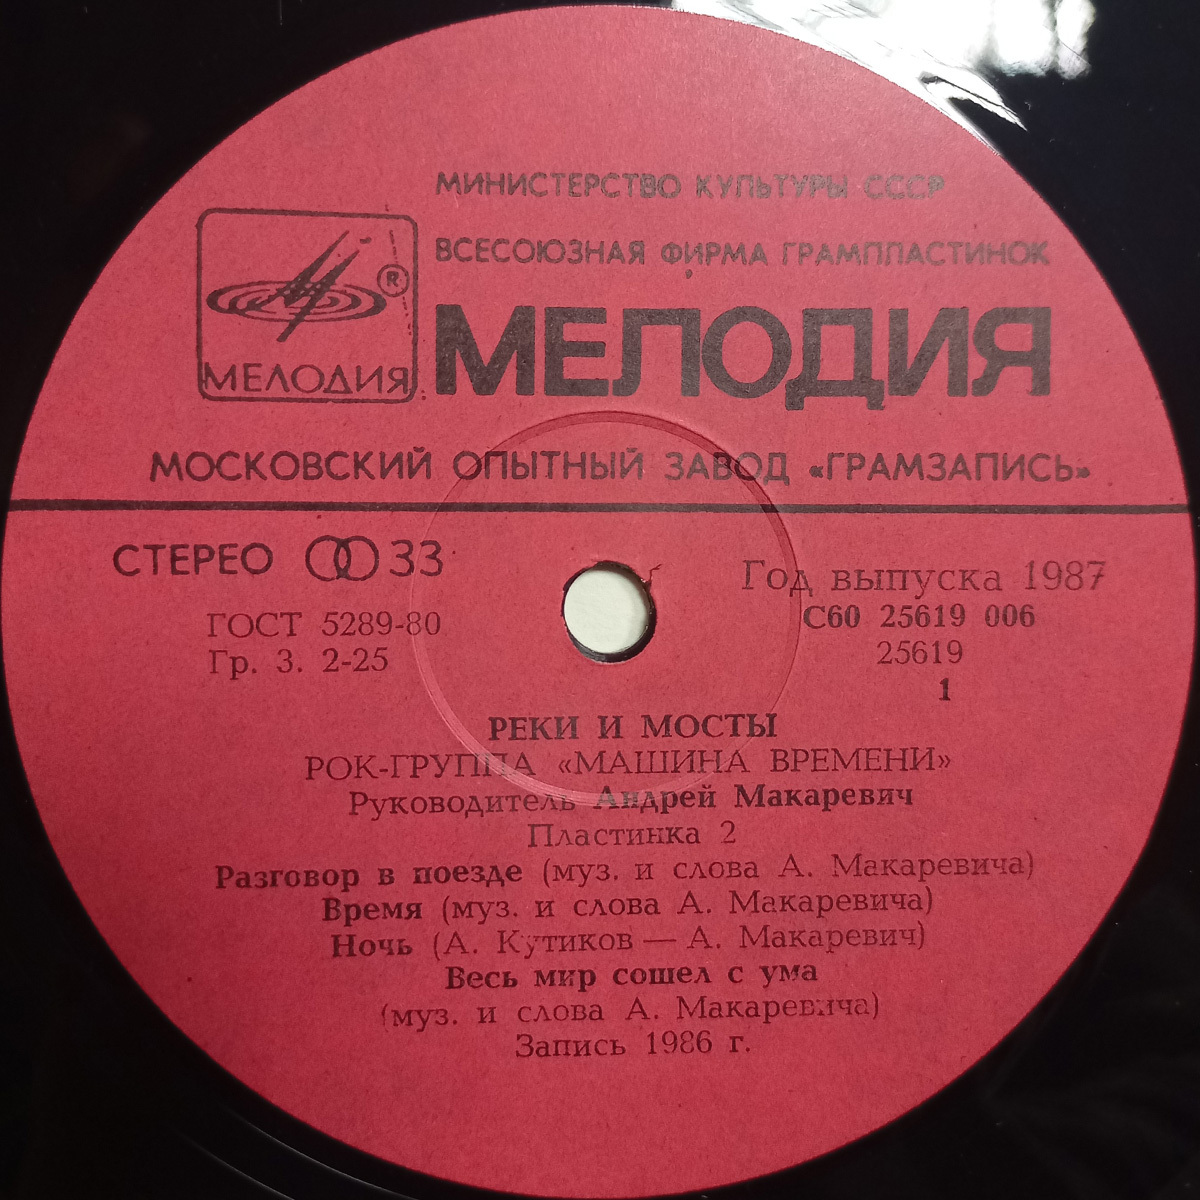 МИНИСТЕРСТВО КУЛЬТУРЫ СССР
ВСЕСОЮЗНАЯ ФИРМА ГРАМПЛАСТИНОК
®
МЕЛОДИЯ
МЕЛОДИЯ
МОСКОВСКИЙ ОПЫТНЫЙ ЗАВОД «ГРАМЗАПИСЬ»
СТЕРЕО 33
Год выпуска 1987
ГОСТ 5289-80
С60 25619 006
Гр. 3. 2-25
25619
1
РЕКИ И МОСТЫ
РОК-ГРУППА «МАШИНА ВРЕМЕНИ»
Руководитель Андрей Макаревич
Пластинка 2
Разговор в поезде (муз. и слова А. Макаревича)
Время (муз. и слова А. Макаревича)
Ночь (А. Кутиков — А. Макаревич)
Весь мир сошел с ума
(муз. и слова А. Макаревича)
Запись 1986 г.